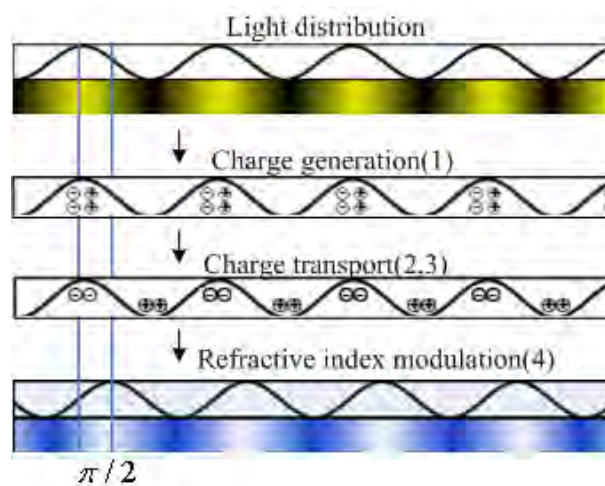 Light distribution
Charge generation(1)
Charge transport(2,3)
Refractive index modulation(4)
π / 2